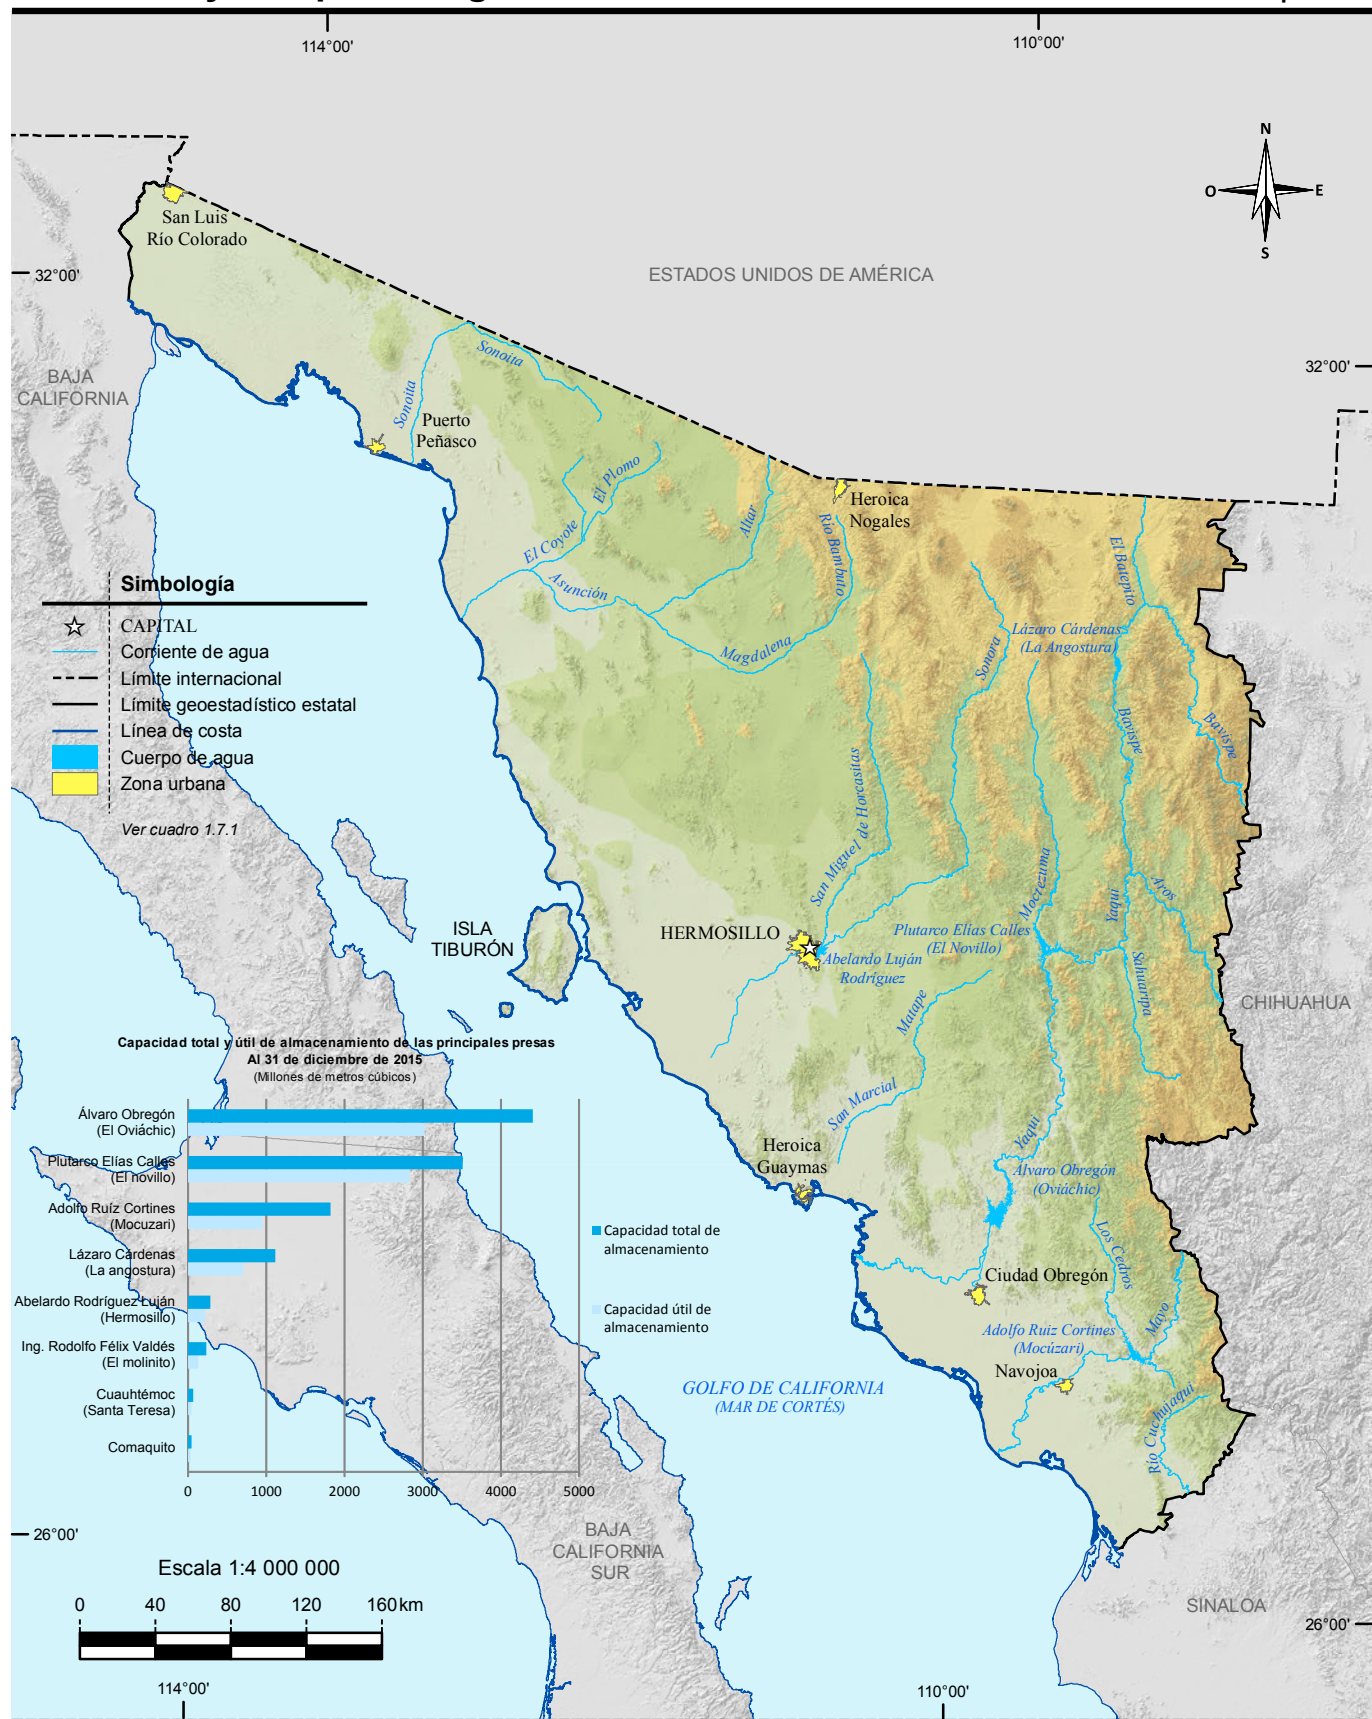 114°00'
110°00'
N
O
E
S
San Luis
Río Colorado
32°00'
ESTADOS UNIDOS DE AMÉRICA
32°00'
BAJA
CALIFORNIA
Sonoita
Sonoita
Puerto
Peñasco
El Plomo
El Coyote
Altar
Heroica
Nogales
Río Bambuto
El Batepito
Asunción
Magdalena
Sonora
Lázaro Cárdenas
(La Angostura)
Bavispe
Bavispe
Simbología
CAPITAL
Corriente de agua
Límite internacional
Límite geoestadístico estatal
Línea de costa
Cuerpo de agua
Zona urbana
Ver cuadro 1.7.1
San Miguel de Horcasitas
Moctezuma
Yaqui
Aros
ISLA
TIBURÓN
HERMOSILLO
Plutarco Elías Calles
(El Novillo)
Abelardo Luján
Rodríguez
Sahuaripa
CHIHUAHUA
Matape
San Marcial
Heroica
Guaymas
Yaqui
Alvaro Obregón
(Oviáchic)
Los Cedros
Ciudad Obregón
Mayo
Adolfo Ruiz Cortines
(Mocúzari)
Navojoa
Río Cuchujaqui
GOLFO DE CALIFORNIA
(MAR DE CORTÉS)
Capacidad total y útil de almacenamiento de las principales presas
Al 31 de diciembre de 2015
(Millones de metros cúbicos)
Álvaro Obregón
(El Oviáchic)
Plutarco Elías Calles
(El novillo)
Adolfo Ruíz Cortines
(Mocuzari)
Lázaro Cárdenas
(La angostura)
Abelardo Rodríguez Luján
(Hermosillo)
Ing. Rodolfo Félix Valdés
(El molinito)
Cuauhtémoc
(Santa Teresa)
Comaquito
0 1000 2000 3000 4000 5000
Capacidad total de
almacenamiento
Capacidad útil de
almacenamiento
26°00'
BAJA
CALIFORNIA
SUR
Escala 1:4 000 000
0 40 80 120 160 km
SINALOA
26°00'
114°00'
110°00'